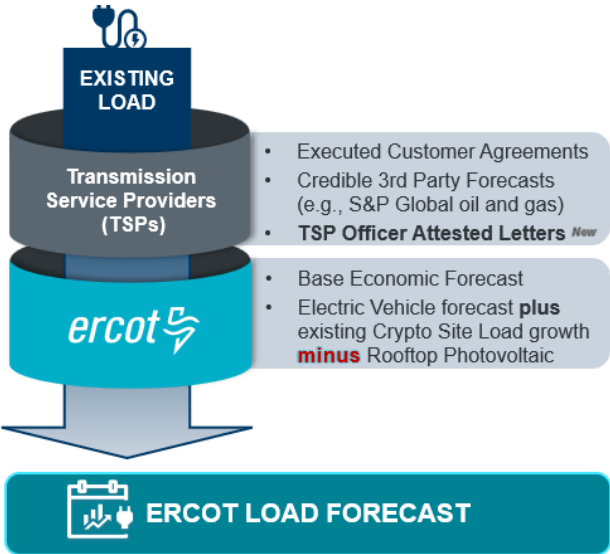 EXISTING
LOAD
Transmission
Service Providers
(TSPs)
• Executed Customer Agreements
• Credible 3rd Party Forecasts
(e.g., S&P Global oil and gas)
• TSP Officer Attested Letters New
ercot
• Base Economic Forecast
• Electric Vehicle forecast plus
existing Crypto Site Load growth
minus Rooftop Photovoltaic
ERCOT LOAD FORECAST